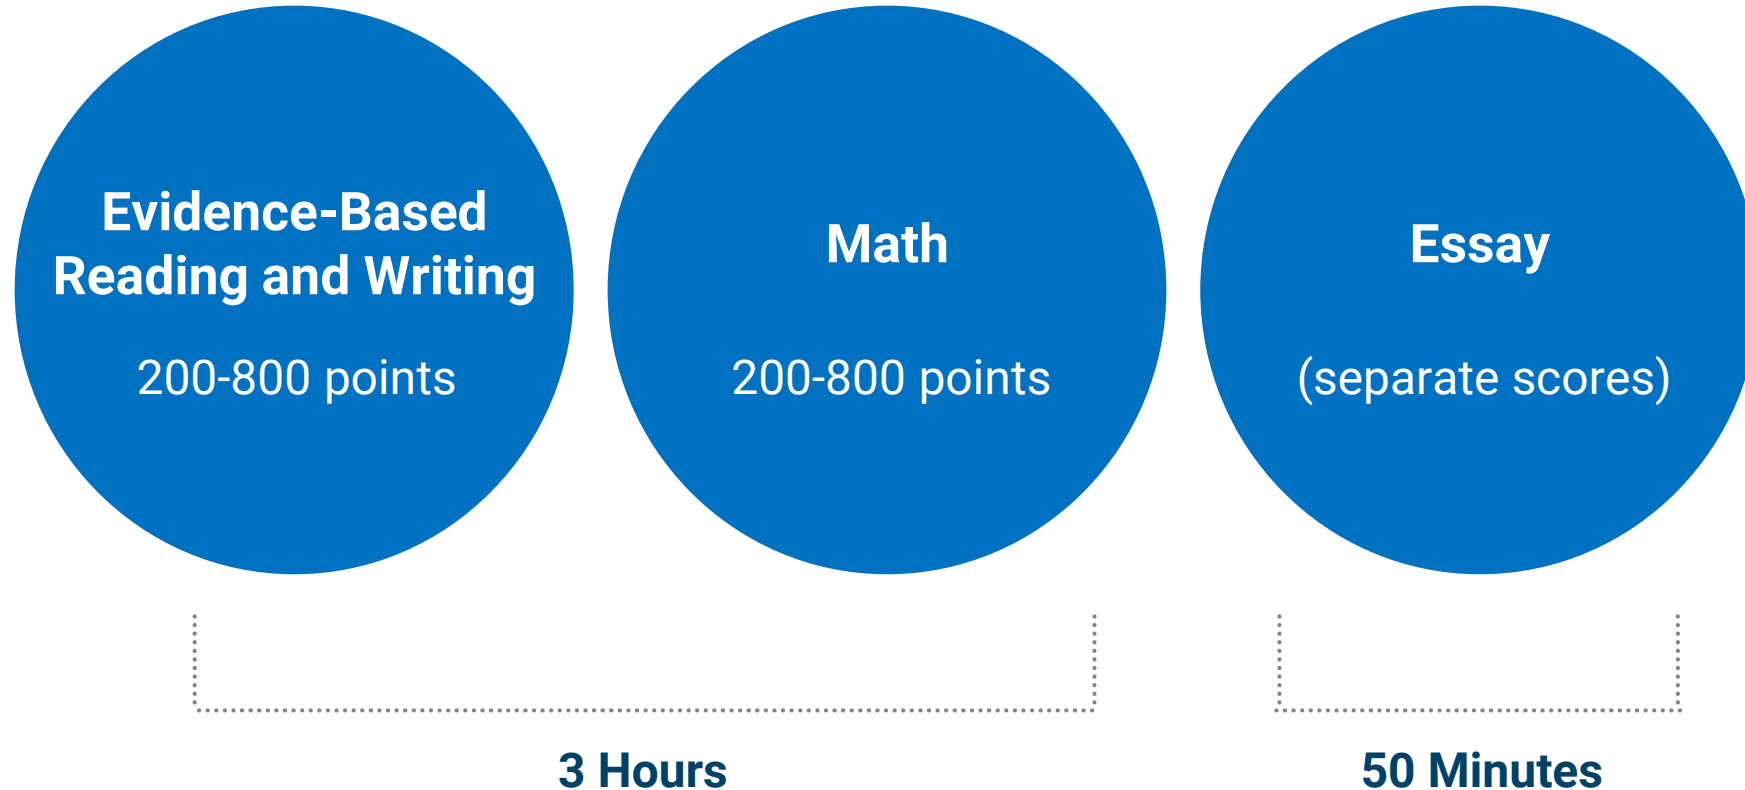 Evidence-Based
Reading and Writing
200-800 points
Math
200-800 points
Essay
(separate scores)
3 Hours
50 Minutes